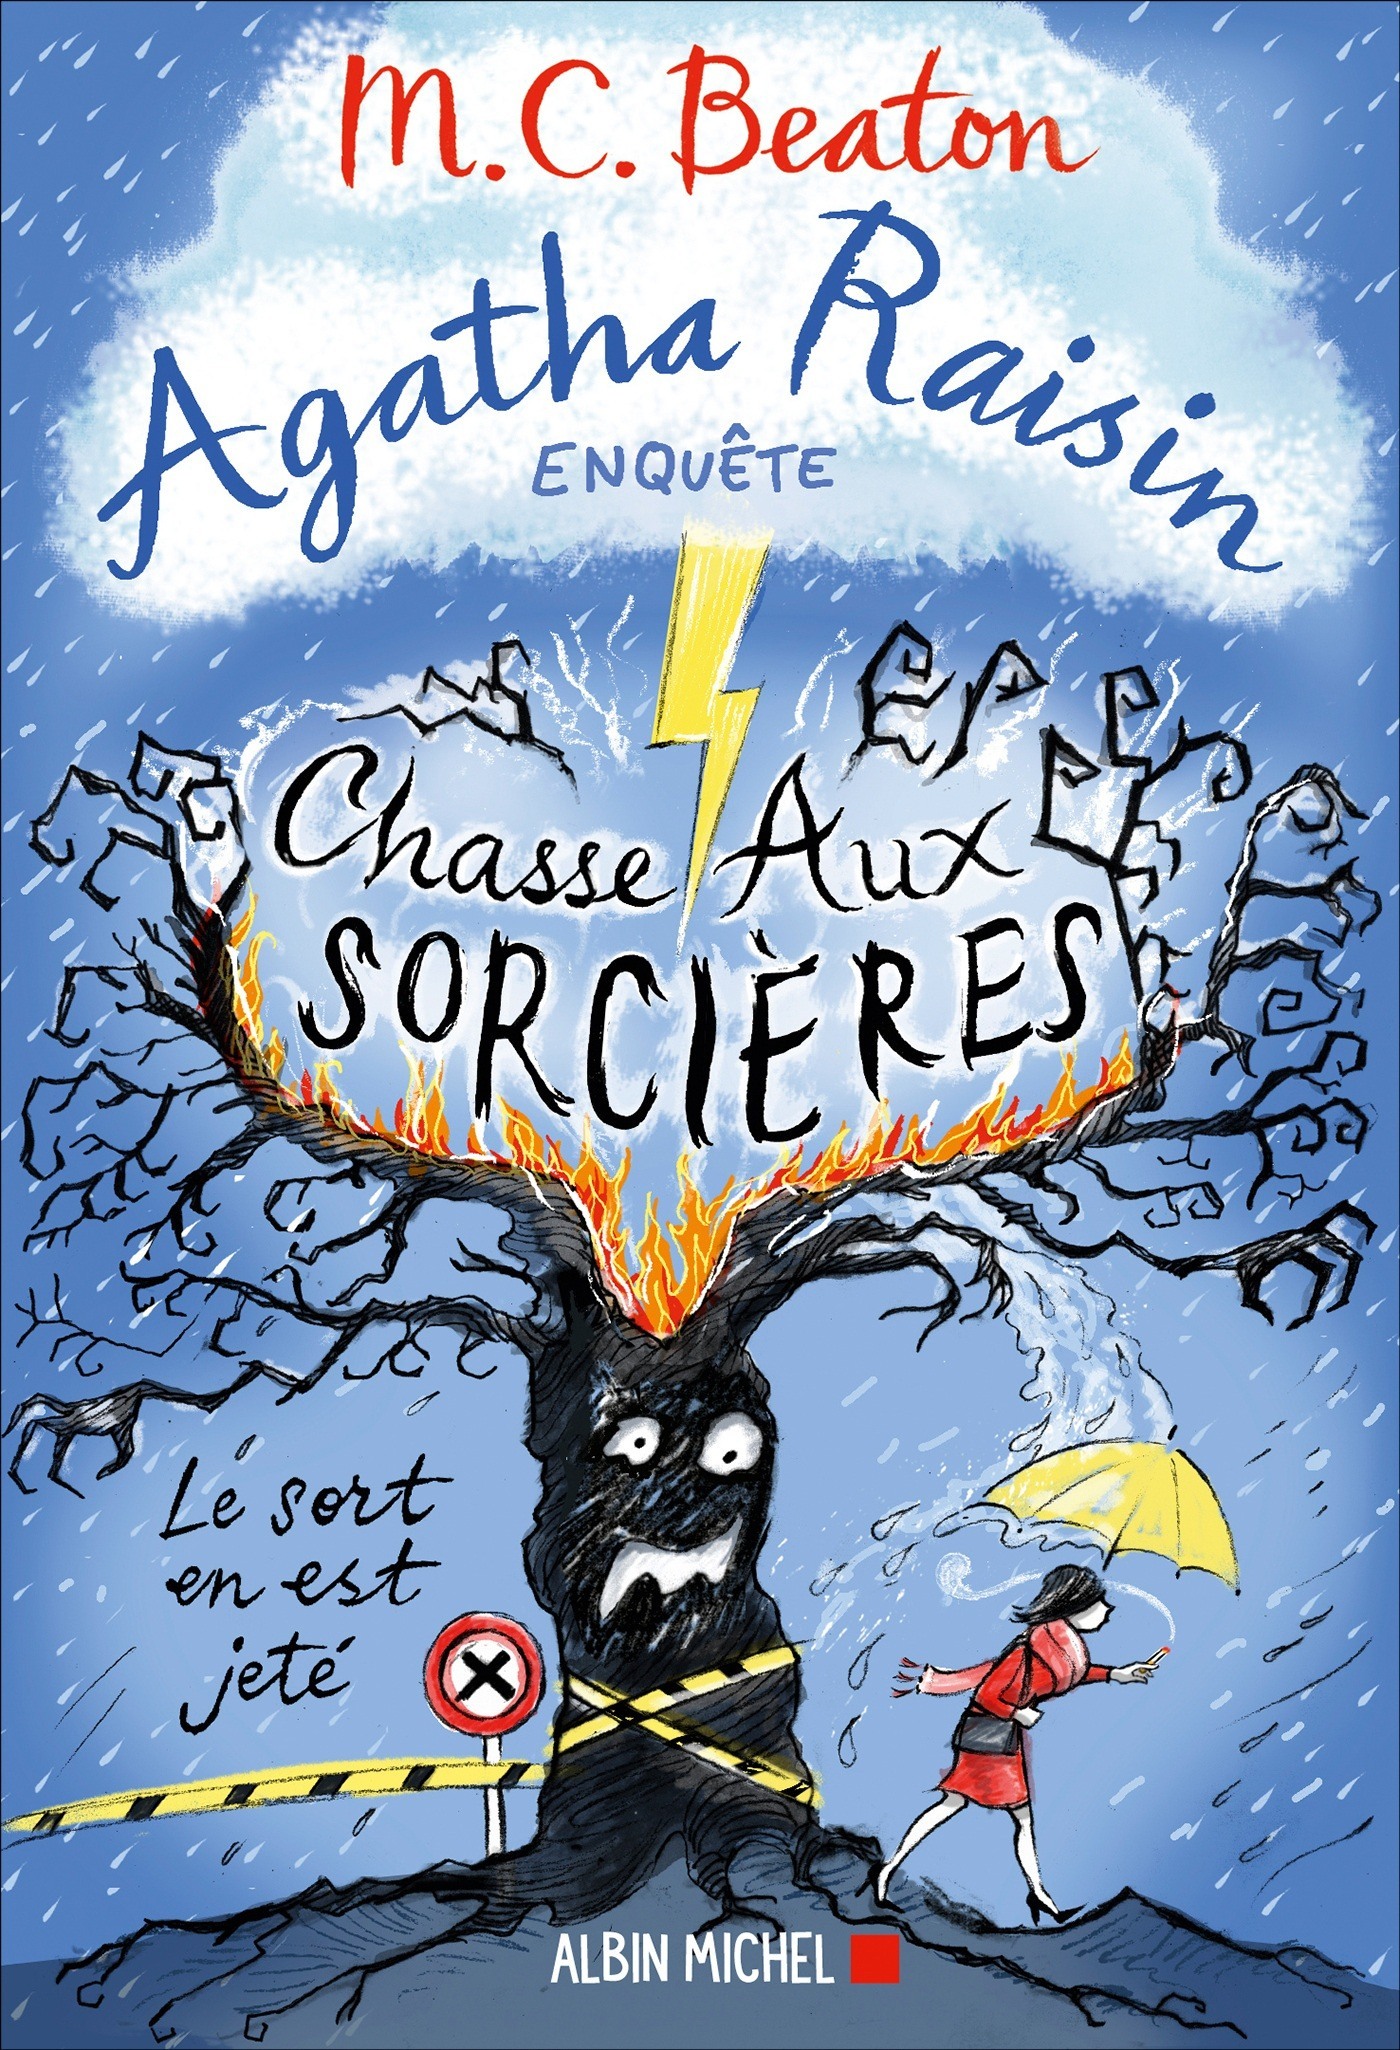 M. C. Beaton
Agatha Raisin
ENQUÊTE
Chasse Aux
SORCIÈRES
Le sort
en est
jeté
ALBIN MICHEL